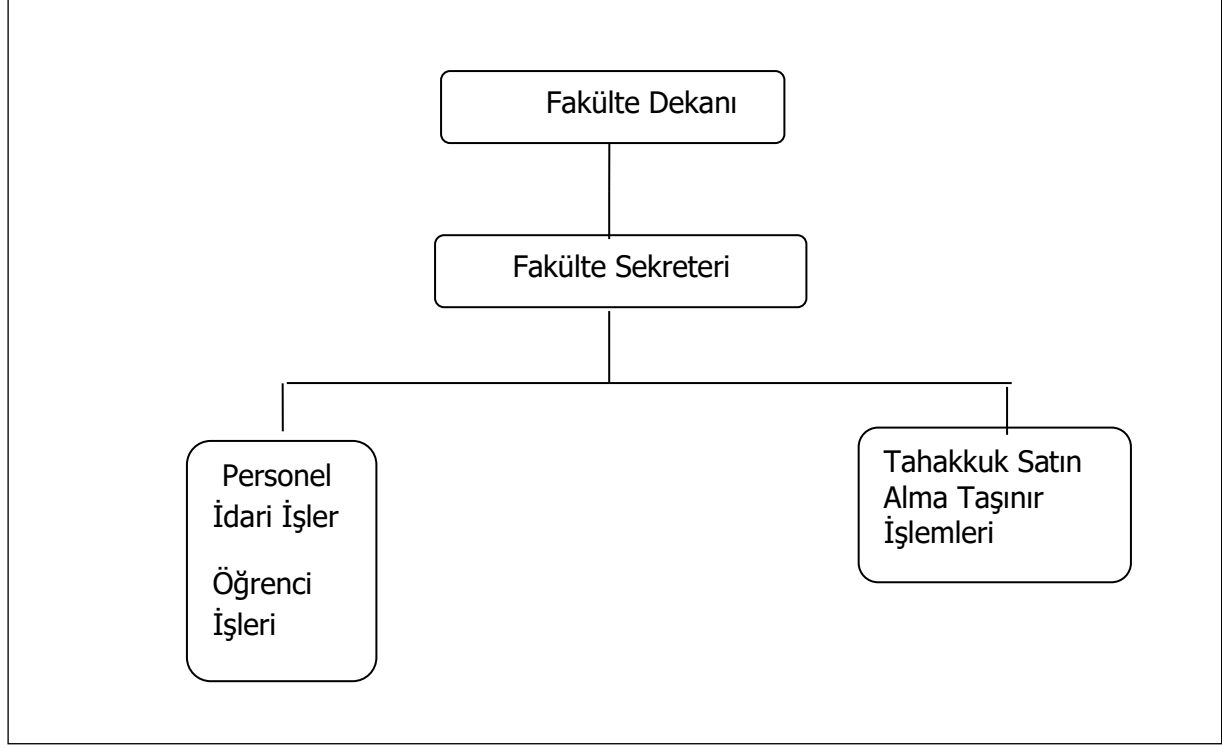 Fakülte Dekanı
Fakülte Sekreteri
Personel
İdari İşler
Öğrenci
İşleri
Tahakkuk Satın
Alma Taşınır
İşlemleri